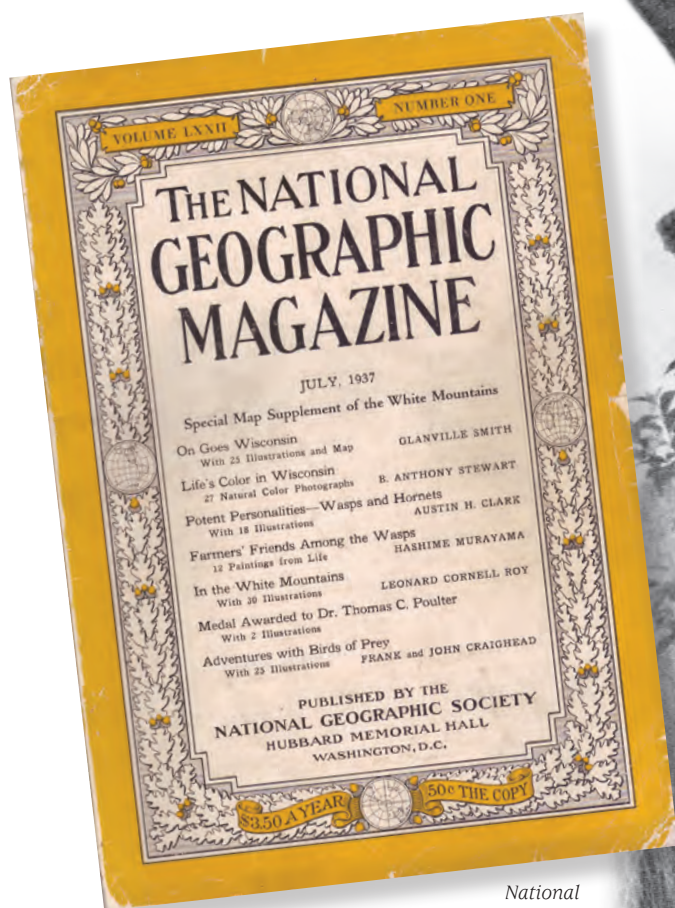 VOLUME LXXII
NUMBER ONE
THE NATIONAL
GEOGRAPHIC
MAGAZINE
JULY, 1937
Special Map Supplement of the White Mountains
On Goes Wisconsin
With 25 Illustrations and Map GLANVILLE SMITH
Life's Color in Wisconsin
27 Natural Color Photographs B. ANTHONY STEWART
Potent Personalities—Wasps and Hornets
With 18 Illustrations AUSTIN H. CLARK
Farmers' Friends Among the Wasps
12 Paintings from Life HASHIME MURAYAMA
In the White Mountains
With 30 Illustrations LEONARD CORNELL ROY
Medal Awarded to Dr. Thomas C. Poulter
With 2 Illustrations
Adventures with Birds of Prey
With 25 Illustrations FRANK and JOHN CRAIGHEAD
PUBLISHED BY THE
NATIONAL GEOGRAPHIC SOCIETY
HUBBARD MEMORIAL HALL
WASHINGTON, D.C.
$3.50 A YEAR
50c THE COPY
National